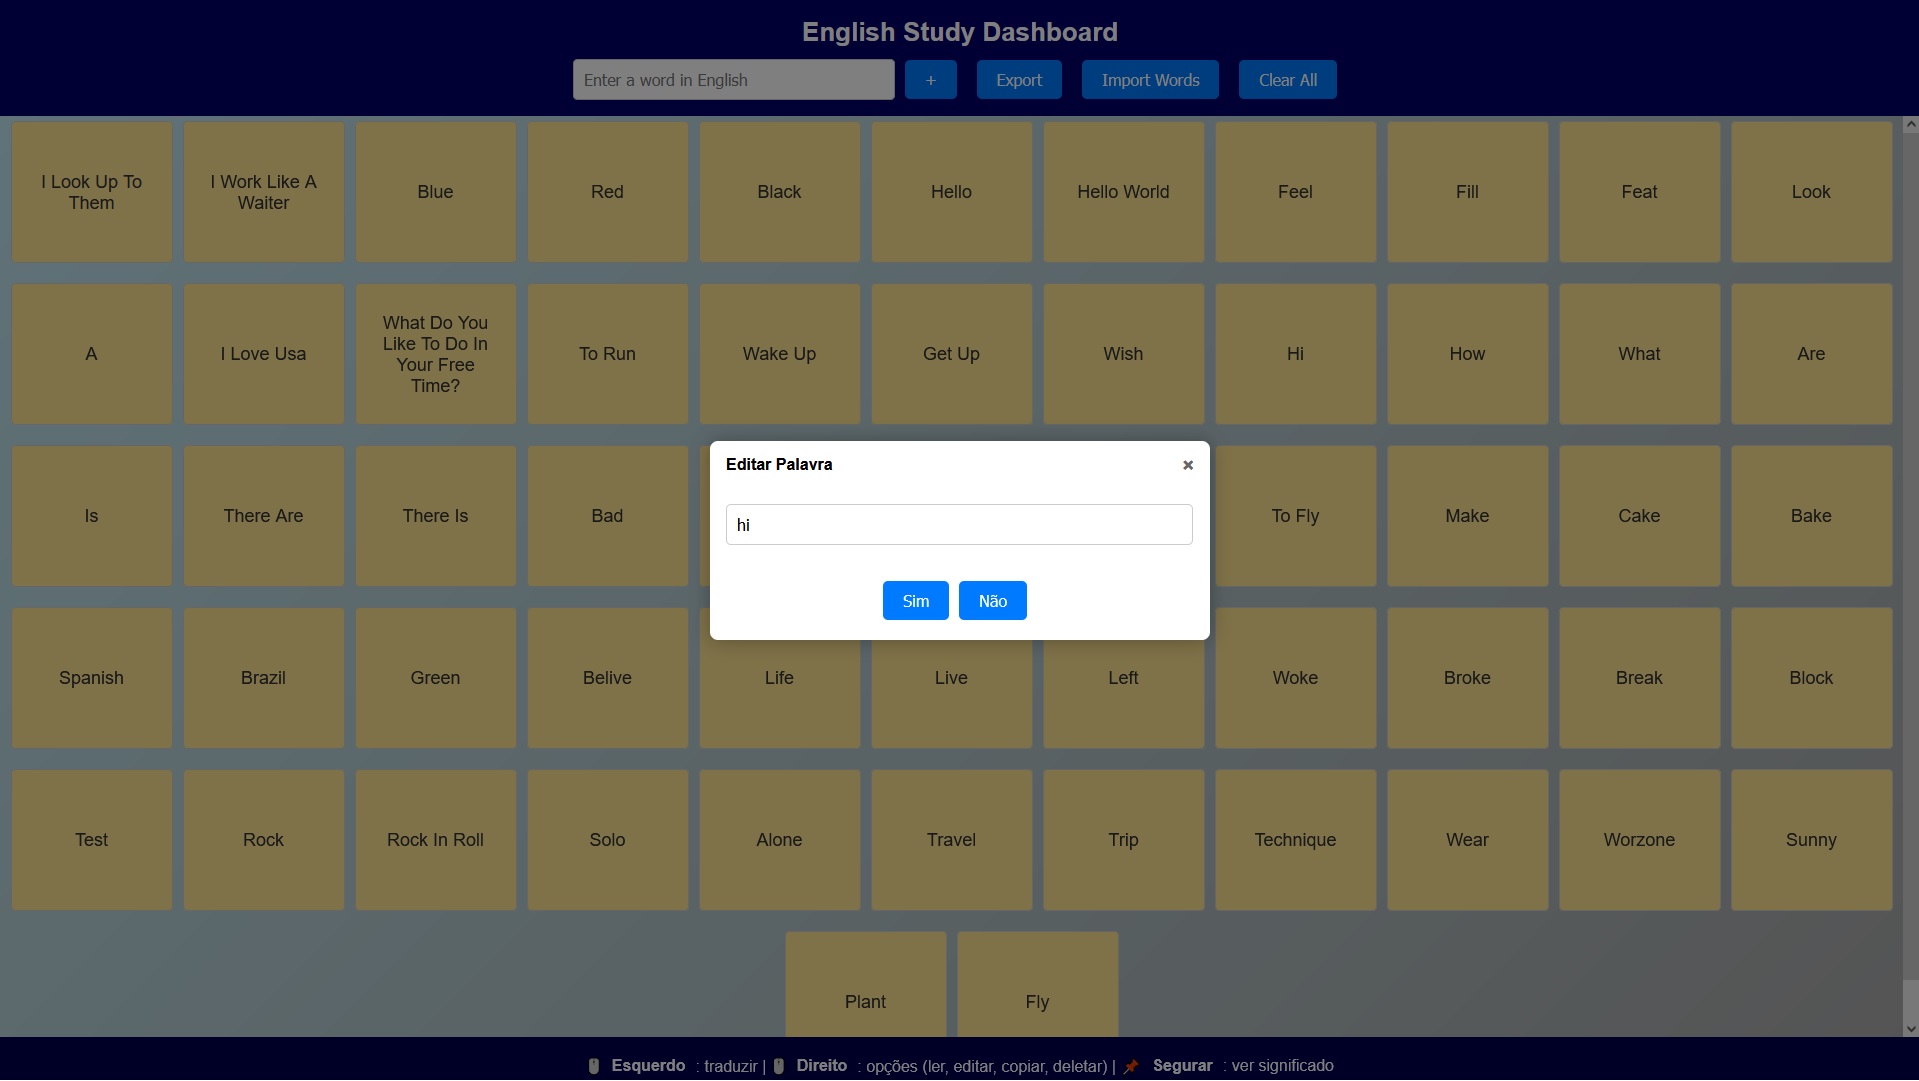 English Study Dashboard
Enter a word in English
+
Export
Import Words
Clear All
I Look Up To
Them
I Work Like A
Waiter
Blue
Red
Black
Hello
Hello World
Feel
Fill
Feat
Look
A
I Love Usa
What Do You
Like To Do In
Your Free
Time?
To Run
Wake Up
Get Up
Wish
Hi
How
What
Are
Is
There Are
There Is
Bad
Editar Palavra
×
hi
Sim
Não
To Fly
Make
Cake
Bake
Spanish
Brazil
Green
Belive
Life
Live
Left
Woke
Broke
Break
Block
Test
Rock
Rock In Roll
Solo
Alone
Travel
Trip
Technique
Wear
Worzone
Sunny
Plant
Fly
Esquerdo : traduzir | Direito : opções (ler, editar, copiar, deletar) | Segurar : ver significado